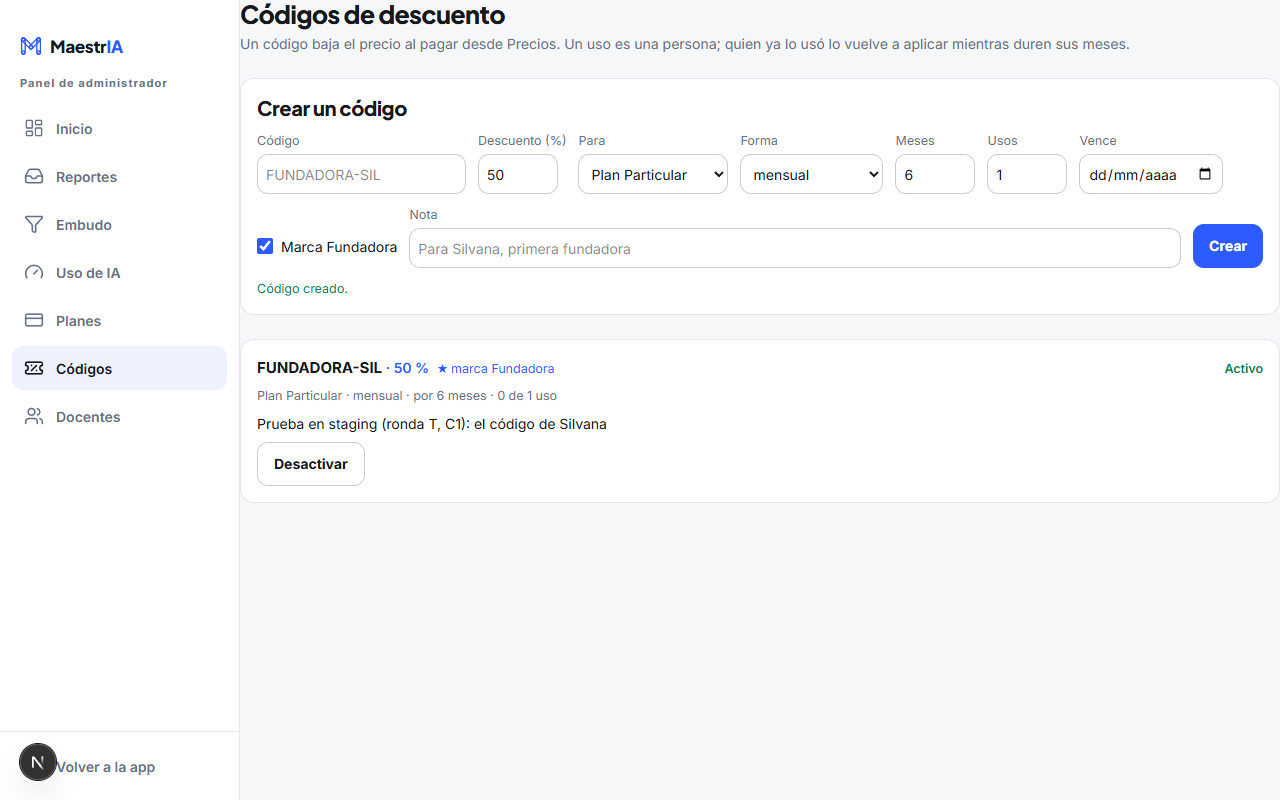 MaestrIA
Panel de administrador
Inicio
Reportes
Embudo
Uso de IA
Planes
Códigos
Docentes
N
Volver a la app
Códigos de descuento
Un código baja el precio al pagar desde Precios. Un uso es una persona; quien ya lo usó lo vuelve a aplicar mientras duren sus meses.
Crear un código
Código Descuento (%) Para Forma Meses Usos Vence
FUNDADORA-SIL 50 Plan Particular mensual 6 1 dd/mm/aaaa
Nota
Marca Fundadora Para Silvana, primera fundadora Crear
Código creado.
FUNDADORA-SIL · 50 % ★ marca Fundadora Activo
Plan Particular · mensual · por 6 meses · 0 de 1 uso
Prueba en staging (ronda T, C1): el código de Silvana
Desactivar